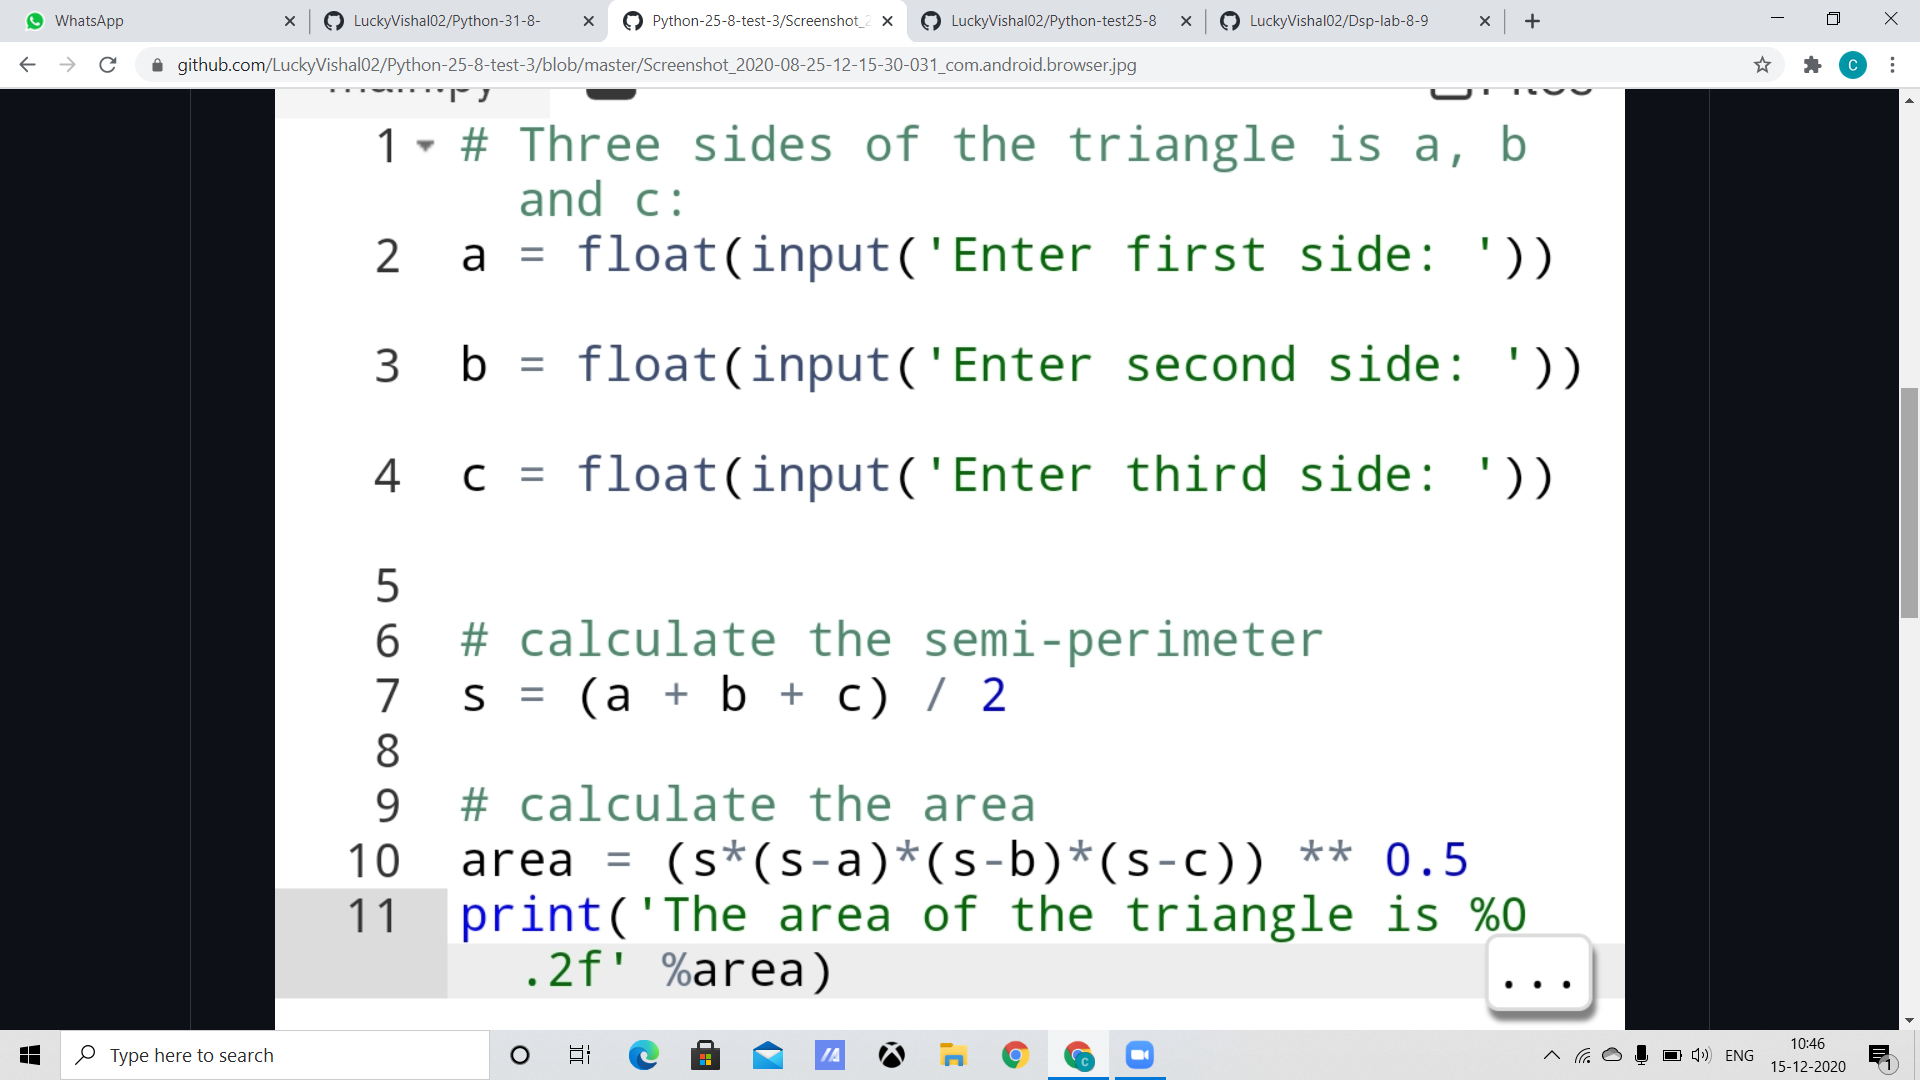 WhatsApp
LuckyVishal02/Python-31-8-
Python-25-8-test-3/Screenshot_2
LuckyVishal02/Python-test25-8
LuckyVishal02/Dsp-lab-8-9
github.com/LuckyVishal02/Python-25-8-test-3/blob/master/Screenshot_2020-08-25-12-15-30-031_com.android.browser.jpg
C
main.py
Files
1 # Three sides of the triangle is a, b
and c:
2 a = float(input('Enter first side: '))
3 b = float(input('Enter second side: '))
4 c = float(input('Enter third side: '))
5
6 # calculate the semi-perimeter
7 s = (a + b + c) / 2
8
9 # calculate the area
10 area = (s*(s-a)*(s-b)*(s-c)) ** 0.5
11 print('The area of the triangle is %0
.2f' %area)
...
Type here to search
ENG
10:46
15-12-2020
1